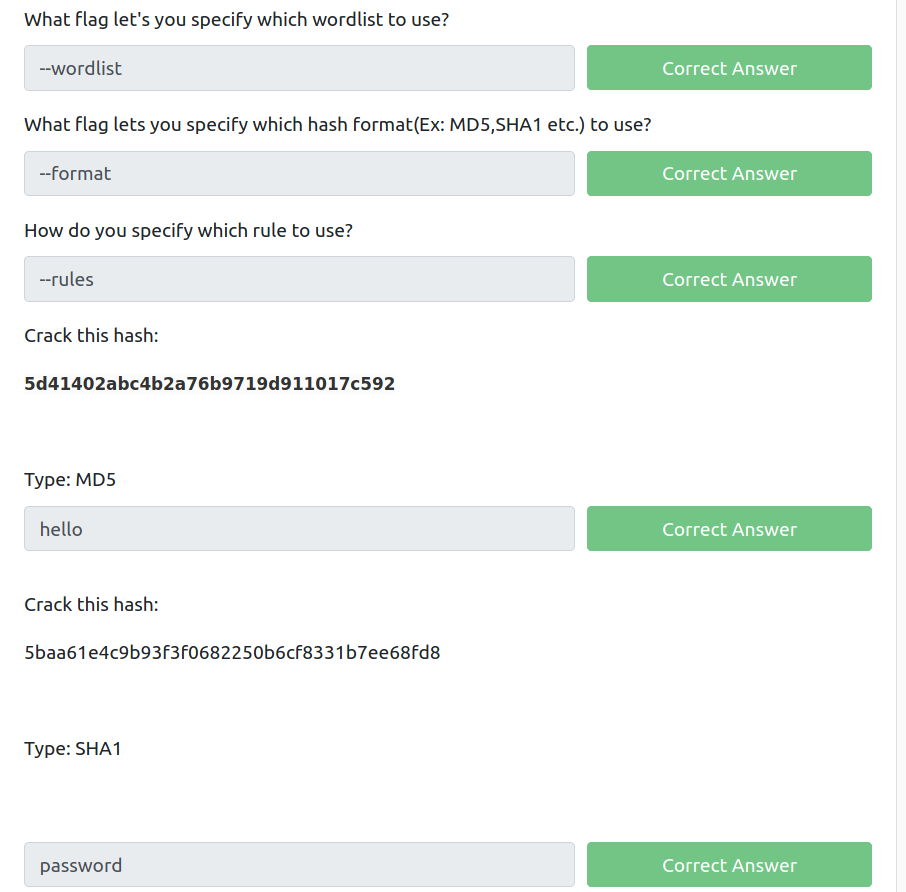 What flag let's you specify which wordlist to use?
--wordlist Correct Answer
What flag lets you specify which hash format(Ex: MD5,SHA1 etc.) to use?
--format Correct Answer
How do you specify which rule to use?
--rules Correct Answer
Crack this hash:
5d41402abc4b2a76b9719d911017c592
Type: MD5
hello Correct Answer
Crack this hash:
5baa61e4c9b93f3f0682250b6cf8331b7ee68fd8
Type: SHA1
password Correct Answer